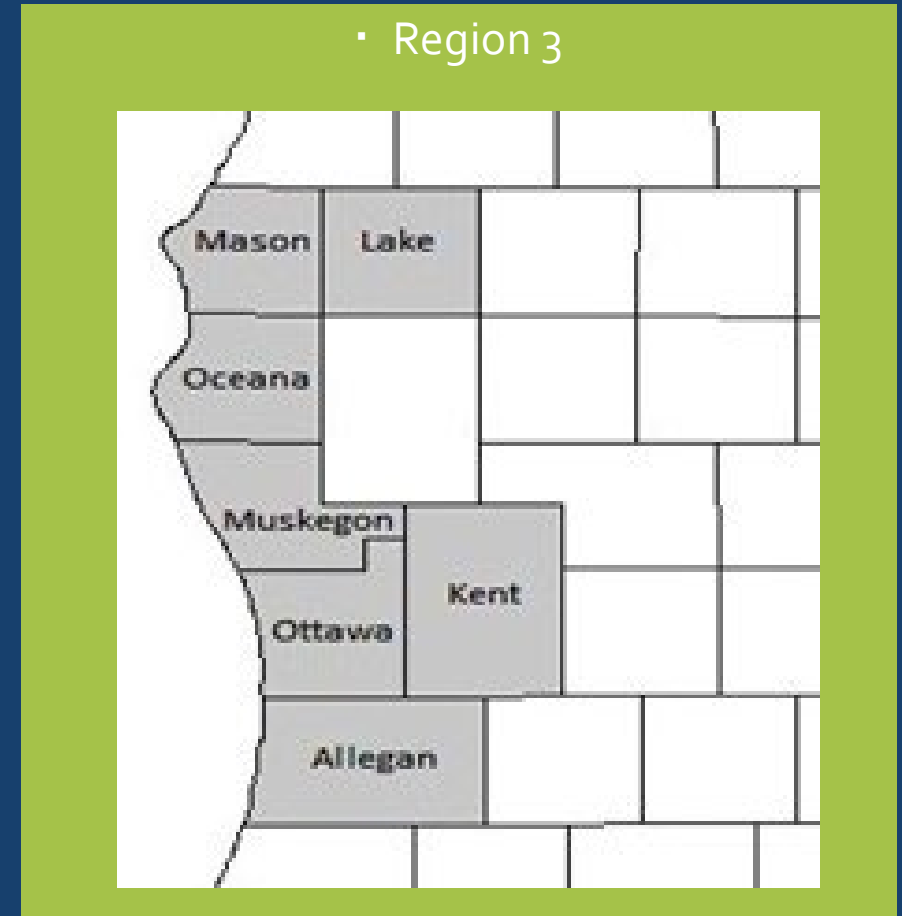 ▪ Region 3
Mason
Lake
Oceana
Muskegon
Kent
Ottawa
Allegan